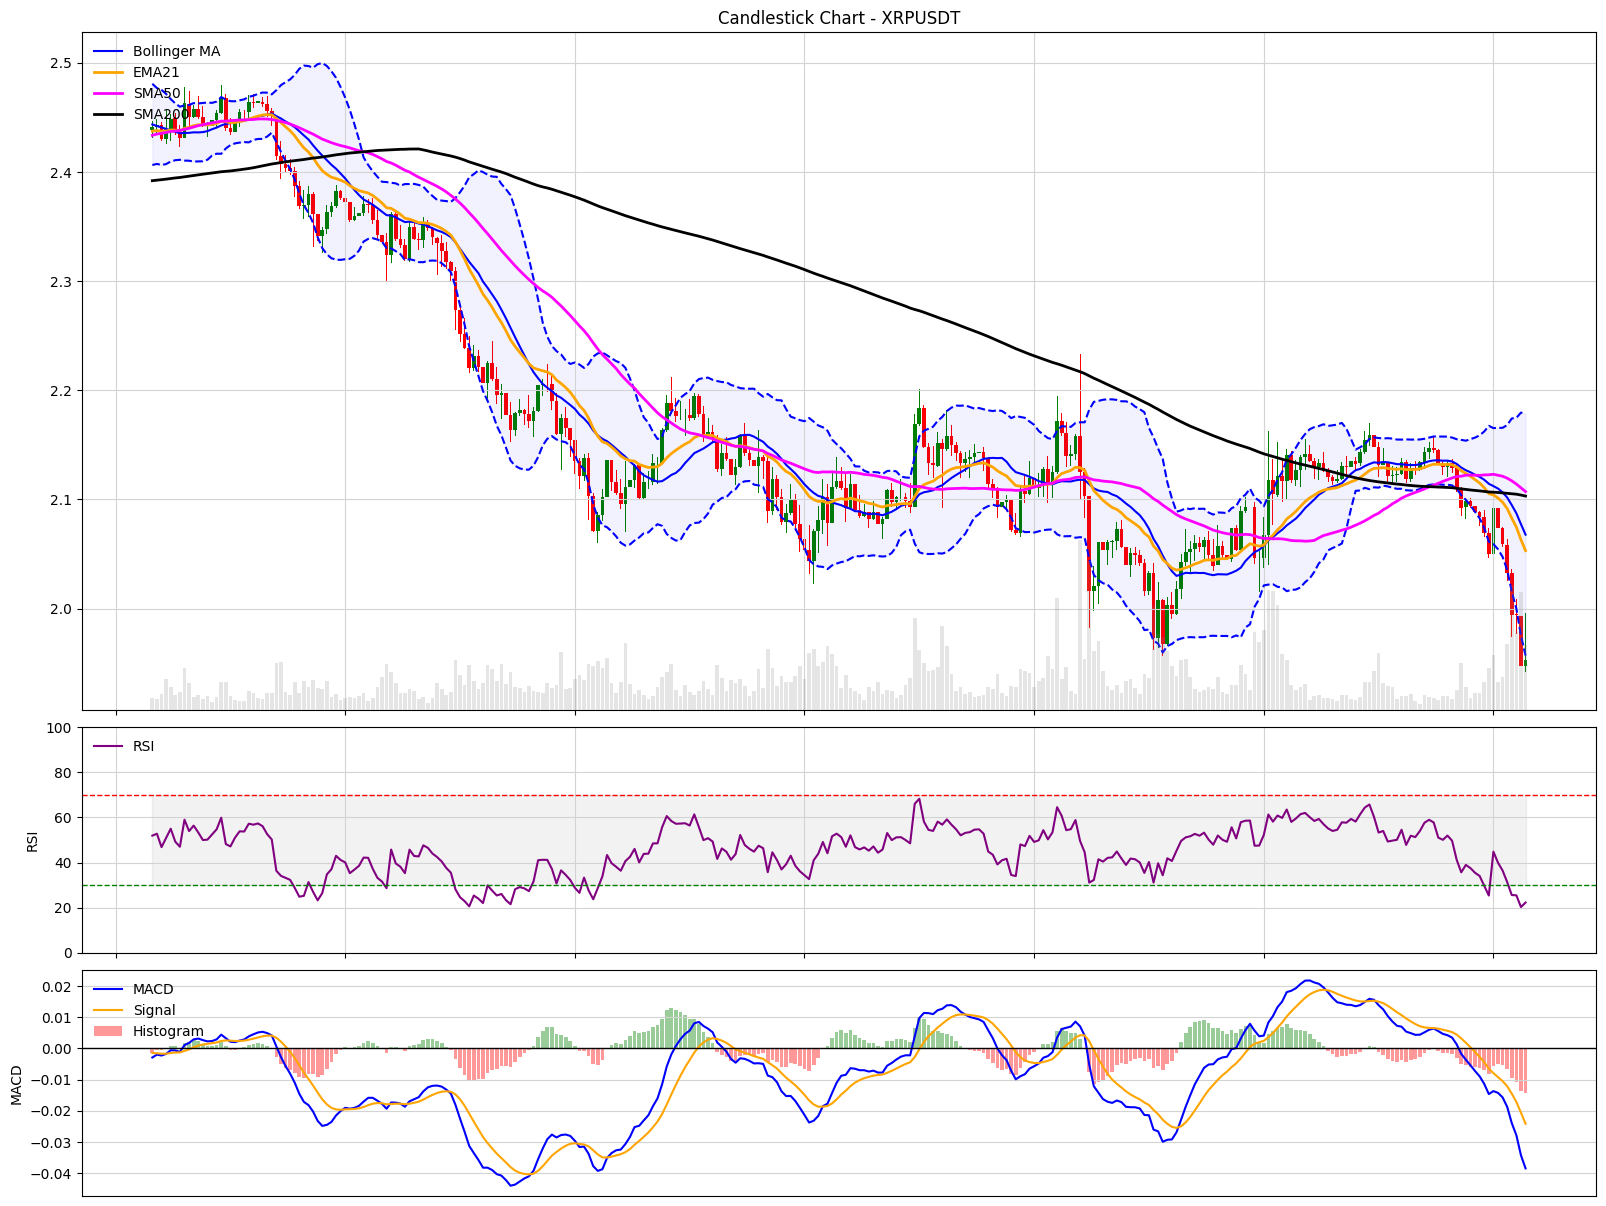 Candlestick Chart - XRPUSDT
Bollinger MA
EMA21
SMA50
SMA200
2.5
2.4
2.3
2.2
2.1
2.0
RSI
100
80
60
40
20
0
RSI
MACD
Signal
Histogram
0.02
0.01
0.00
−0.01
−0.02
−0.03
−0.04
MACD